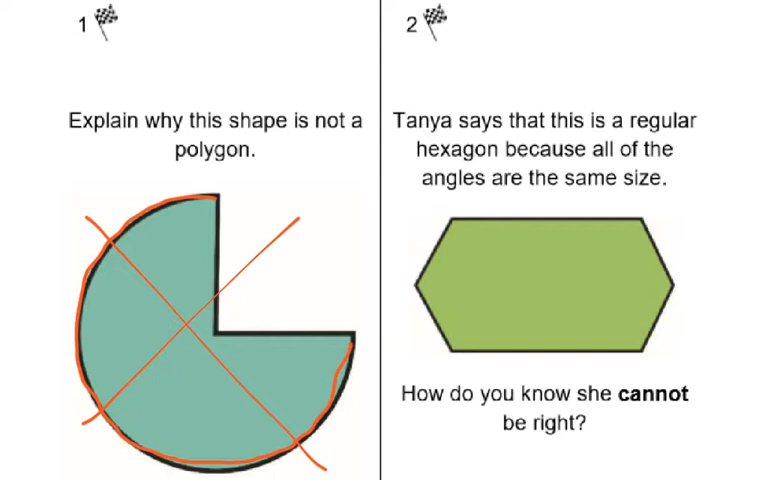 1
Explain why this shape is not a
polygon.
2
Tanya says that this is a regular
hexagon because all of the
angles are the same size.
How do you know she cannot
be right?